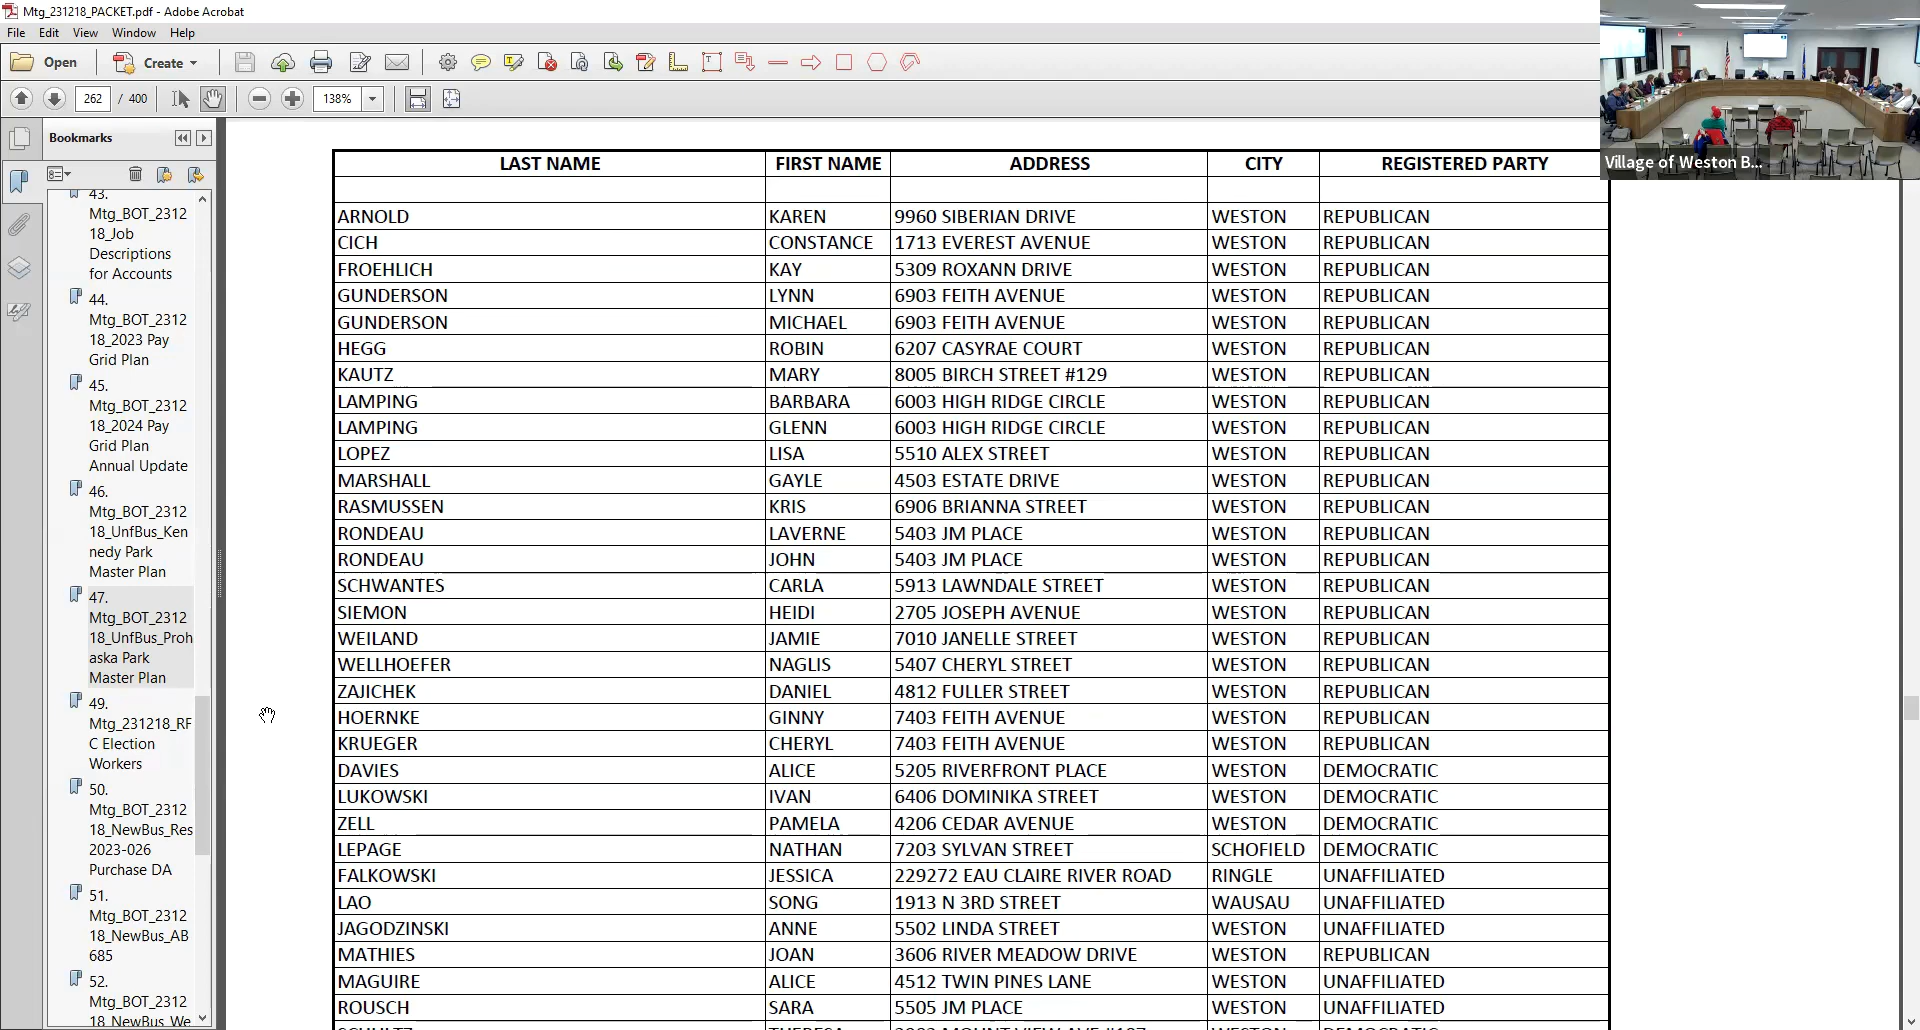 Mtg_231218_PACKET.pdf - Adobe Acrobat
File Edit View Window Help
Open Create
262 / 400 138%
Village of Weston B...
Bookmarks
43.
Mtg_BOT_2312
18_Job
Descriptions
for Accounts
44.
Mtg_BOT_2312
18_2023 Pay
Grid Plan
45.
Mtg_BOT_2312
18_2024 Pay
Grid Plan
Annual Update
46.
Mtg_BOT_2312
18_UnfBus_Ken
nedy Park
Master Plan
47.
Mtg_BOT_2312
18_UnfBus_Proh
aska Park
Master Plan
49.
Mtg_231218_RF
C Election
Workers
50.
Mtg_BOT_2312
18_NewBus_Res
2023-026
Purchase DA
51.
Mtg_BOT_2312
18_NewBus_AB
685
52.
Mtg_BOT_2312
18_NewBus_We
LAST NAME FIRST NAME ADDRESS CITY REGISTERED PARTY
ARNOLD KAREN 9960 SIBERIAN DRIVE WESTON REPUBLICAN
CICH CONSTANCE 1713 EVEREST AVENUE WESTON REPUBLICAN
FROEHLICH KAY 5309 ROXANN DRIVE WESTON REPUBLICAN
GUNDERSON LYNN 6903 FEITH AVENUE WESTON REPUBLICAN
GUNDERSON MICHAEL 6903 FEITH AVENUE WESTON REPUBLICAN
HEGG ROBIN 6207 CASYRAE COURT WESTON REPUBLICAN
KAUTZ MARY 8005 BIRCH STREET #129 WESTON REPUBLICAN
LAMPING BARBARA 6003 HIGH RIDGE CIRCLE WESTON REPUBLICAN
LAMPING GLENN 6003 HIGH RIDGE CIRCLE WESTON REPUBLICAN
LOPEZ LISA 5510 ALEX STREET WESTON REPUBLICAN
MARSHALL GAYLE 4503 ESTATE DRIVE WESTON REPUBLICAN
RASMUSSEN KRIS 6906 BRIANNA STREET WESTON REPUBLICAN
RONDEAU LAVERNE 5403 JM PLACE WESTON REPUBLICAN
RONDEAU JOHN 5403 JM PLACE WESTON REPUBLICAN
SCHWANTES CARLA 5913 LAWNDALE STREET WESTON REPUBLICAN
SIEMON HEIDI 2705 JOSEPH AVENUE WESTON REPUBLICAN
WEILAND JAMIE 7010 JANELLE STREET WESTON REPUBLICAN
WELLHOEFER NAGLIS 5407 CHERYL STREET WESTON REPUBLICAN
ZAJICHEK DANIEL 4812 FULLER STREET WESTON REPUBLICAN
HOERNKE GINNY 7403 FEITH AVENUE WESTON REPUBLICAN
KRUEGER CHERYL 7403 FEITH AVENUE WESTON REPUBLICAN
DAVIES ALICE 5205 RIVERFRONT PLACE WESTON DEMOCRATIC
LUKOWSKI IVAN 6406 DOMINIKA STREET WESTON DEMOCRATIC
ZELL PAMELA 4206 CEDAR AVENUE WESTON DEMOCRATIC
LEPAGE NATHAN 7203 SYLVAN STREET SCHOFIELD DEMOCRATIC
FALKOWSKI JESSICA 229272 EAU CLAIRE RIVER ROAD RINGLE UNAFFILIATED
LAO SONG 1913 N 3RD STREET WAUSAU UNAFFILIATED
JAGODZINSKI ANNE 5502 LINDA STREET WESTON UNAFFILIATED
MATHIES JOAN 3606 RIVER MEADOW DRIVE WESTON REPUBLICAN
MAGUIRE ALICE 4512 TWIN PINES LANE WESTON UNAFFILIATED
ROUSCH SARA 5505 JM PLACE WESTON UNAFFILIATED